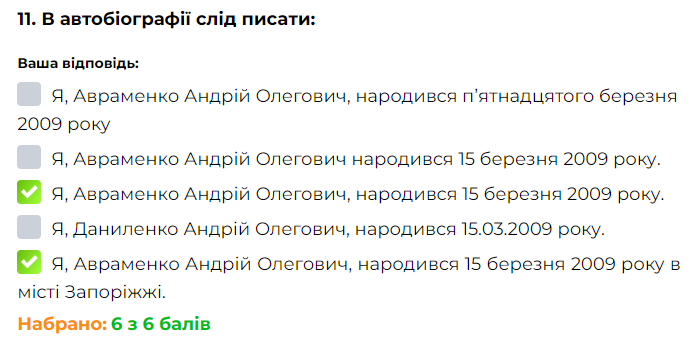 11. В автобіографії слід писати:
Ваша відповідь:
Я, Авраменко Андрій Олегович, народився п'ятнадцятого березня
2009 року
Я, Авраменко Андрій Олегович народився 15 березня 2009 року.
Я, Авраменко Андрій Олегович, народився 15 березня 2009 року.
Я, Даниленко Андрій Олегович, народився 15.03.2009 року.
Я, Авраменко Андрій Олегович, народився 15 березня 2009 року в
місті Запоріжжі.
Набрано: 6 з 6 балів